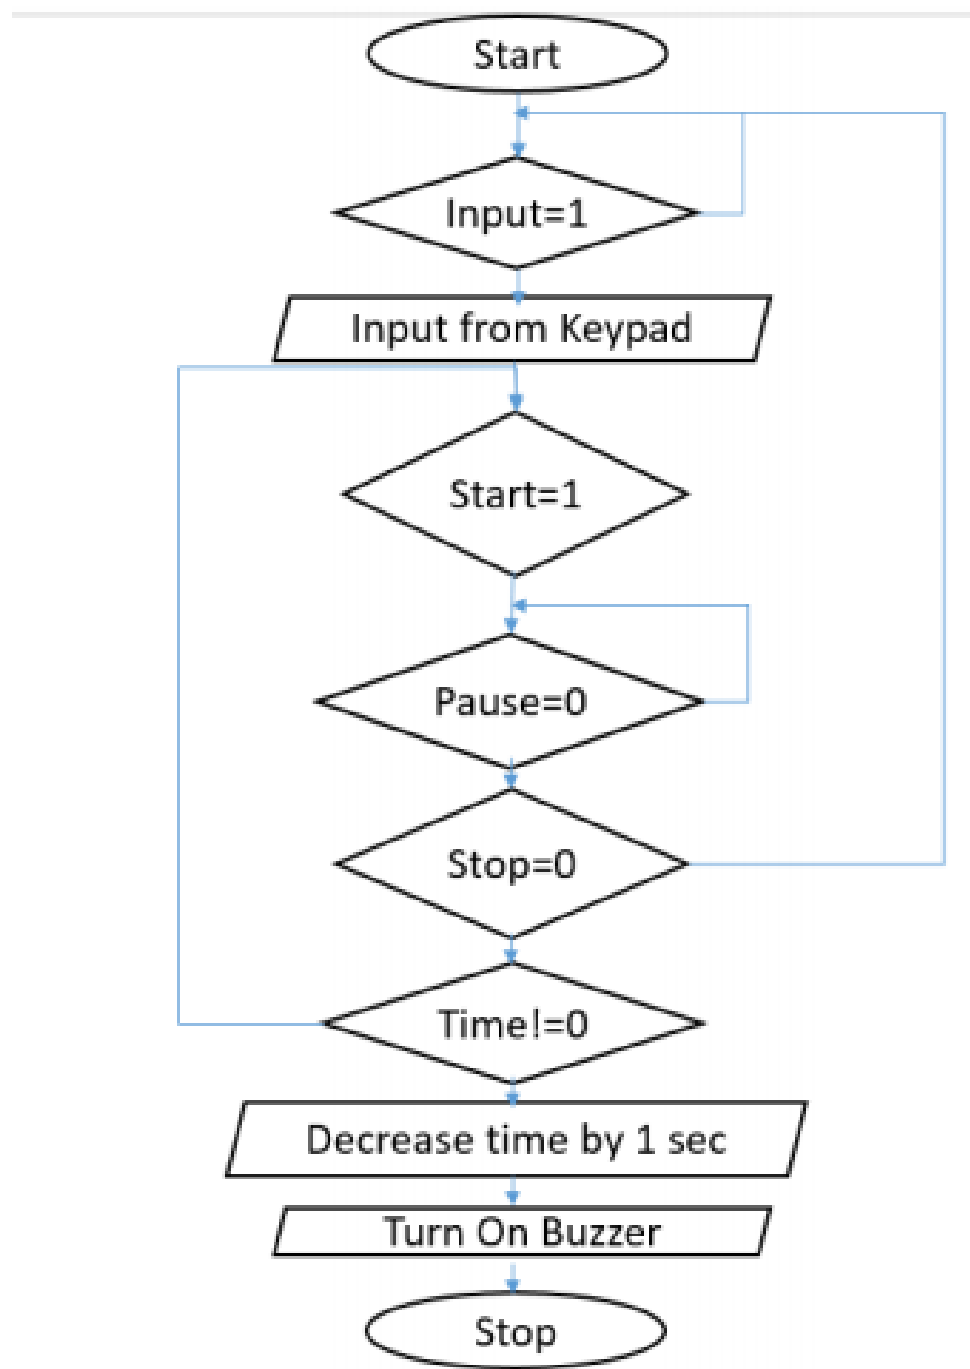 Start
Input=1
Input from Keypad
Start=1
Pause=0
Stop=0
Time!=0
Decrease time by 1 sec
Turn On Buzzer
Stop